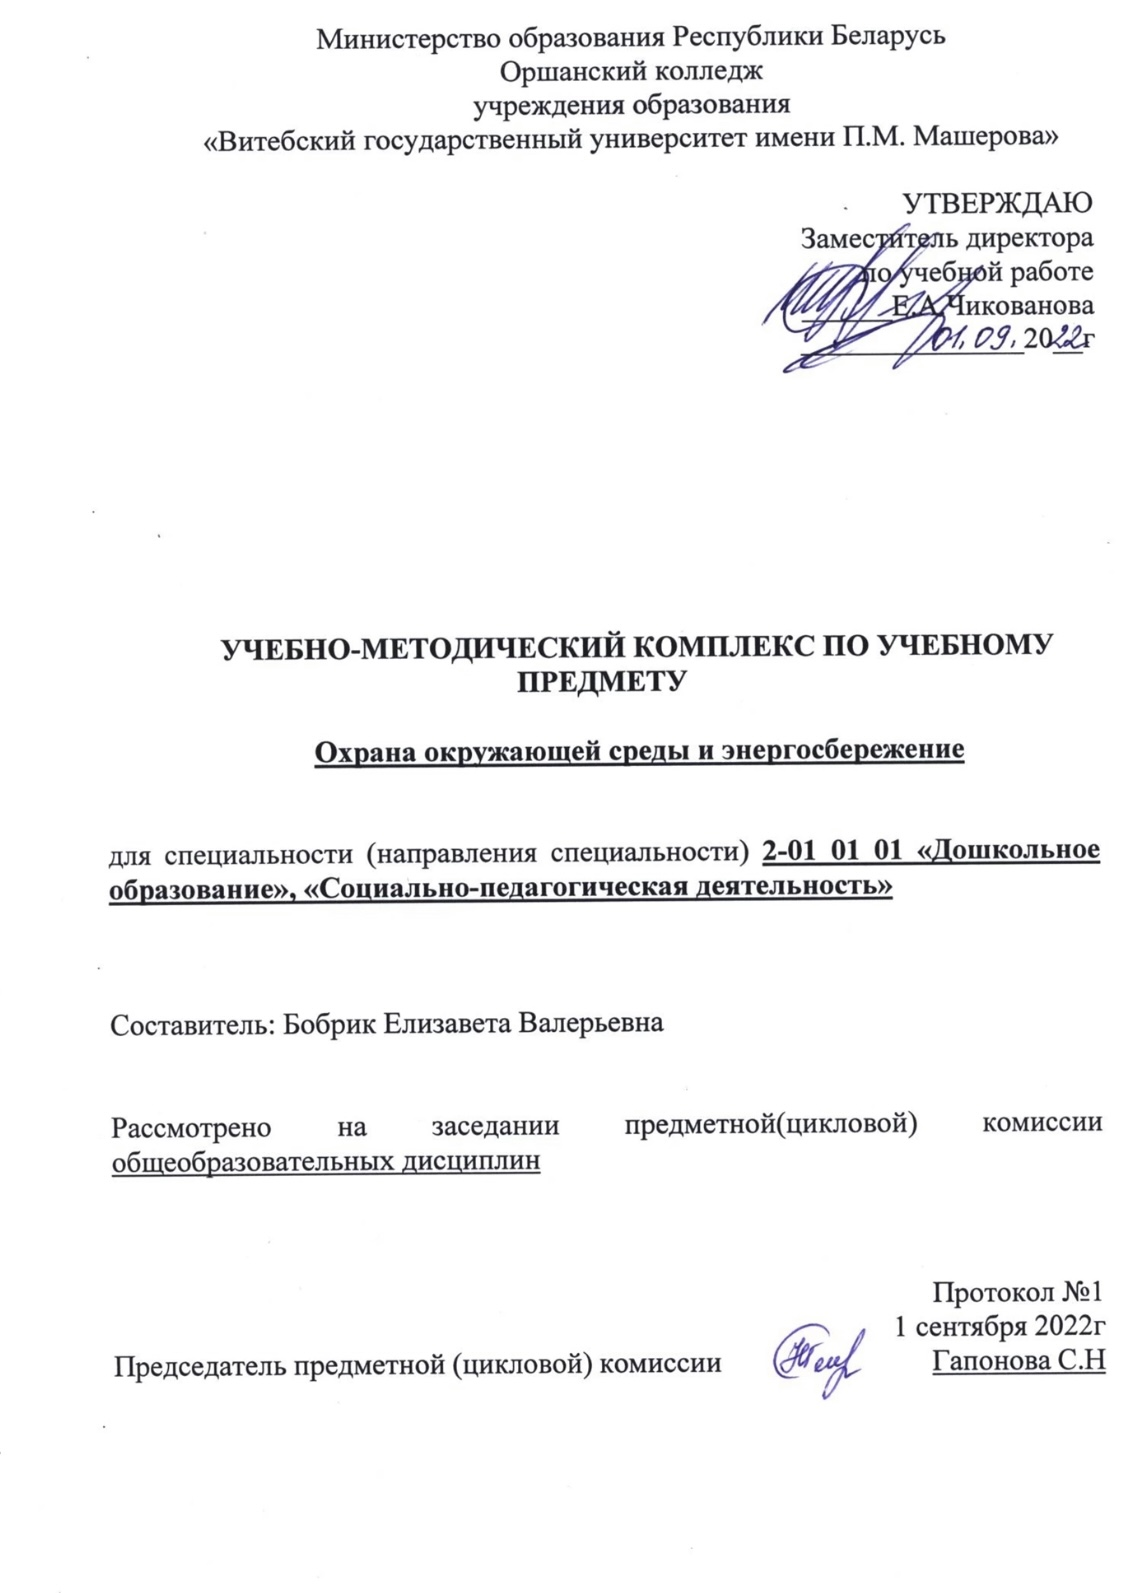 Министерство образования Республики Беларусь
Оршанский колледж
учреждения образования
«Витебский государственный университет имени П.М. Машерова»
УТВЕРЖДАЮ
Заместитель директора
по учебной работе
______Е.А.Чикованова
01.09.2022г
УЧЕБНО-МЕТОДИЧЕСКИЙ КОМПЛЕКС ПО УЧЕБНОМУ
ПРЕДМЕТУ
Охрана окружающей среды и энергосбережение
для специальности (направления специальности) 2-01 01 01 «Дошкольное
образование», «Социально-педагогическая деятельность»
Составитель: Бобрик Елизавета Валерьевна
Рассмотрено на заседании предметной(цикловой) комиссии
общеобразовательных дисциплин
Протокол №1
1 сентября 2022г
Председатель предметной (цикловой) комиссии Гапонова С.Н